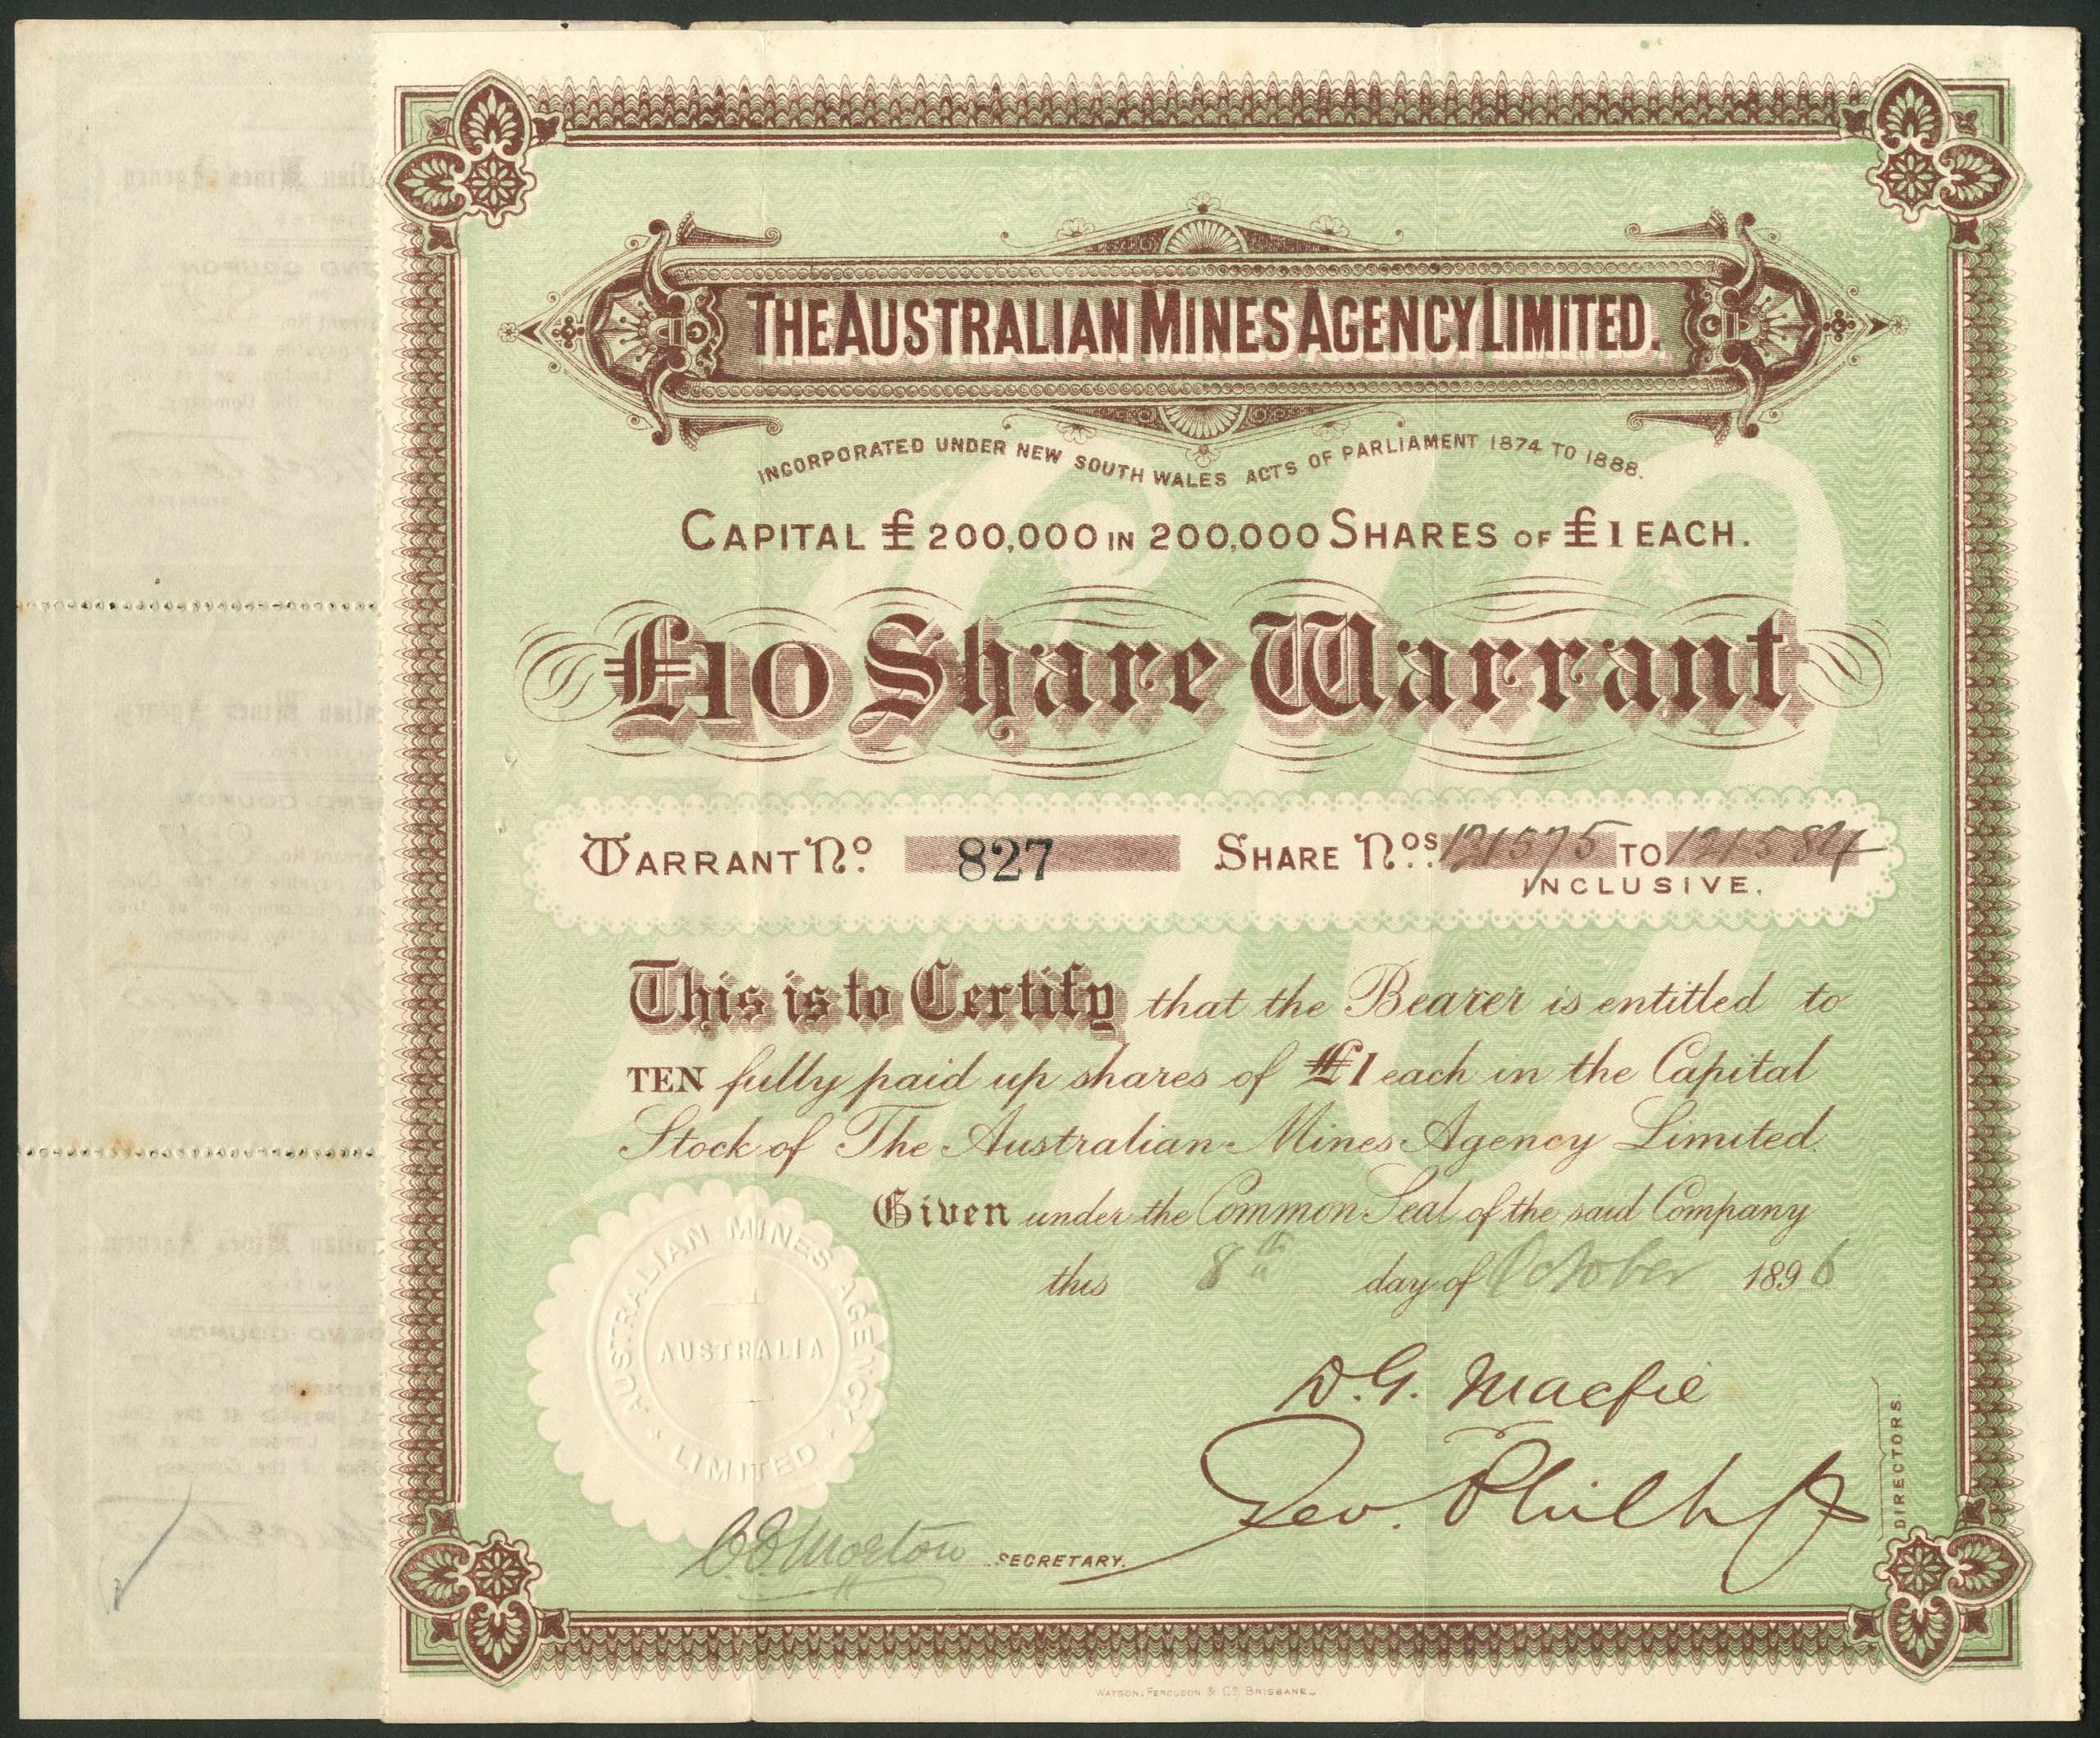 THE AUSTRALIAN MINES AGENCY LIMITED.
INCORPORATED UNDER NEW SOUTH WALES ACTS OF PARLIAMENT 1874 TO 1888.
CAPITAL £200,000 IN 200,000 SHARES OF £1 EACH.
£10 Share Warrant
WARRANT No. 827 SHARE Nos. 121575 TO 121584
INCLUSIVE.
This is to Certify that the Bearer is entitled to
TEN fully paid up shares of £1 each in the Capital
Stock of The Australian Mines Agency Limited.
Given under the Common Seal of the said Company
this 8th day of October 1896
AUSTRALIAN MINES AGENCY
AUSTRALIA
LIMITED
D.G. Macfie
Geo. Phillips
DIRECTORS.
Morton SECRETARY.
WATSON, FERGUSON & Co. BRISBANE.